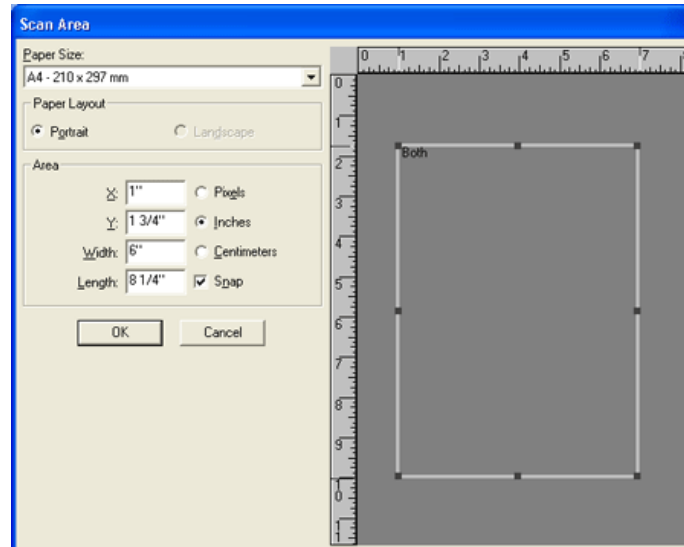 Scan Area
Paper Size:
A4 - 210 x 297 mm
Paper Layout
Portrait
Landscape
Area
X: 1" Pixels
Y: 1 3/4" Inches
Width: 6" Centimeters
Length: 8 1/4" Snap
OK Cancel
0 1 2 3 4 5 6 7
0
1
2
3
4
5
6
7
8
9
10
11
Both